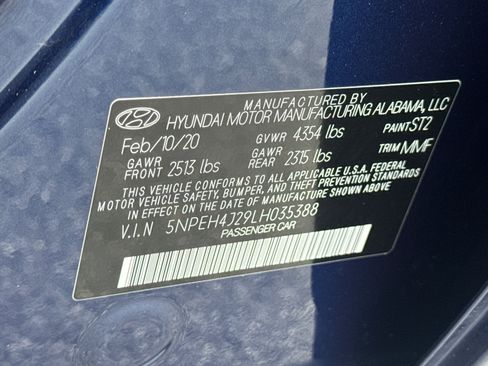 MANUFACTURED BY
HYUNDAI MOTOR MANUFACTURING ALABAMA, LLC
Feb/10/20 GVWR 4354 lbs PAINT ST2
GAWR FRONT 2513 lbs GAWR REAR 2315 lbs TRIM MMF
THIS VEHICLE CONFORMS TO ALL APPLICABLE U.S.A. FEDERAL
MOTOR VEHICLE SAFETY, BUMPER, AND THEFT PREVENTION STANDARDS
IN EFFECT ON THE DATE OF MANUFACTURE SHOWN ABOVE.
V.I.N 5NPEH4J29LH035388
PASSENGER CAR